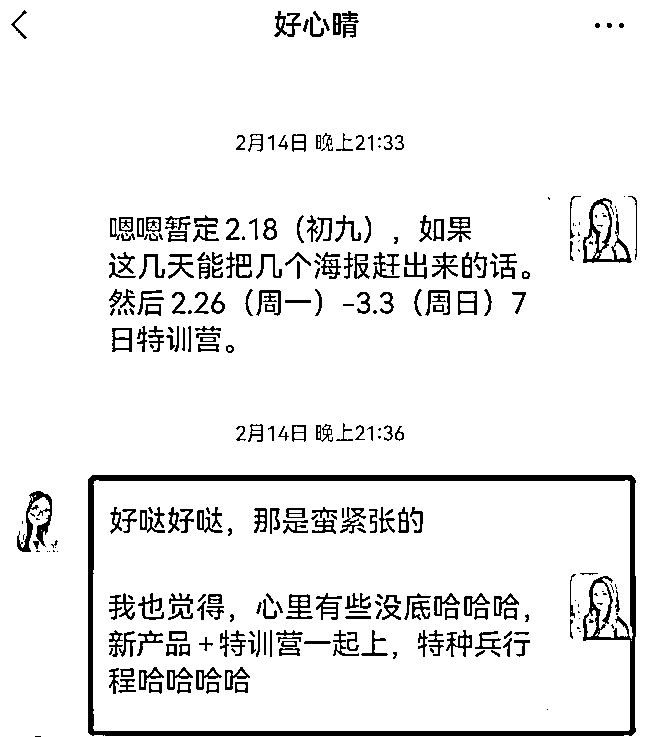 好心晴
2月14日 晚上21:33
嗯嗯暂定2.18（初九），如果
这几天能把几个海报赶出来的话。
然后2.26（周一）-3.3（周日）7
日特训营。
2月14日 晚上21:36
好哒好哒，那是蛮紧张的
我也觉得，心里有些没底哈哈哈，
新产品+特训营一起上，特种兵行
程哈哈哈哈